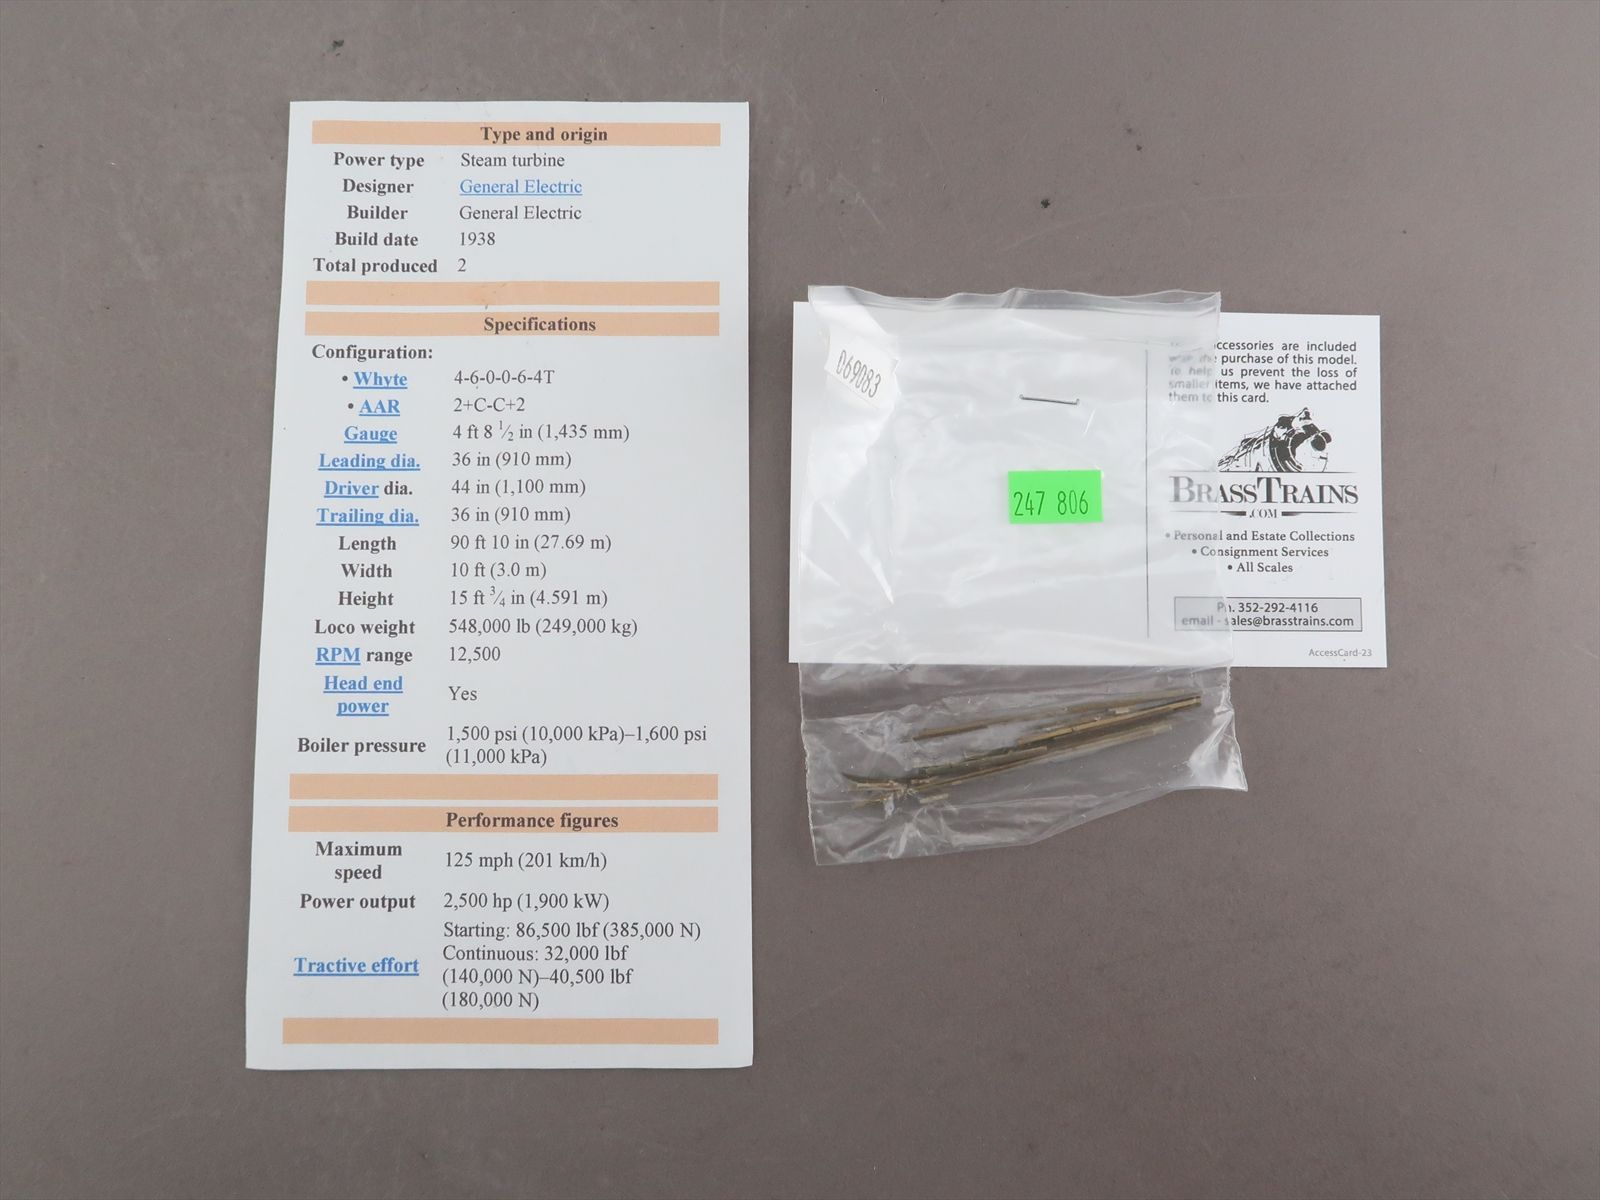 Type and origin
Power type Steam turbine
Designer General Electric
Builder General Electric
Build date 1938
Total produced 2
Specifications
Configuration:
• Whyte 4-6-0-0-6-4T
• AAR 2+C-C+2
Gauge 4 ft 8 1/2 in (1,435 mm)
Leading dia. 36 in (910 mm)
Driver dia. 44 in (1,100 mm)
Trailing dia. 36 in (910 mm)
Length 90 ft 10 in (27.69 m)
Width 10 ft (3.0 m)
Height 15 ft 3/4 in (4.591 m)
Loco weight 548,000 lb (249,000 kg)
RPM range 12,500
Head end
power Yes
Boiler pressure 1,500 psi (10,000 kPa)–1,600 psi
(11,000 kPa)
Performance figures
Maximum
speed 125 mph (201 km/h)
Power output 2,500 hp (1,900 kW)
Tractive effort Starting: 86,500 lbf (385,000 N)
Continuous: 32,000 lbf
(140,000 N)–40,500 lbf
(180,000 N)
069083
247 806
accessories are included
with the purchase of this model.
To help us prevent the loss of
smaller items, we have attached
them to this card.
BRASSTRAINS
.COM
• Personal and Estate Collections
• Consignment Services
• All Scales
Ph. 352-292-4116
email - sales@brasstrains.com
AccessCard-23